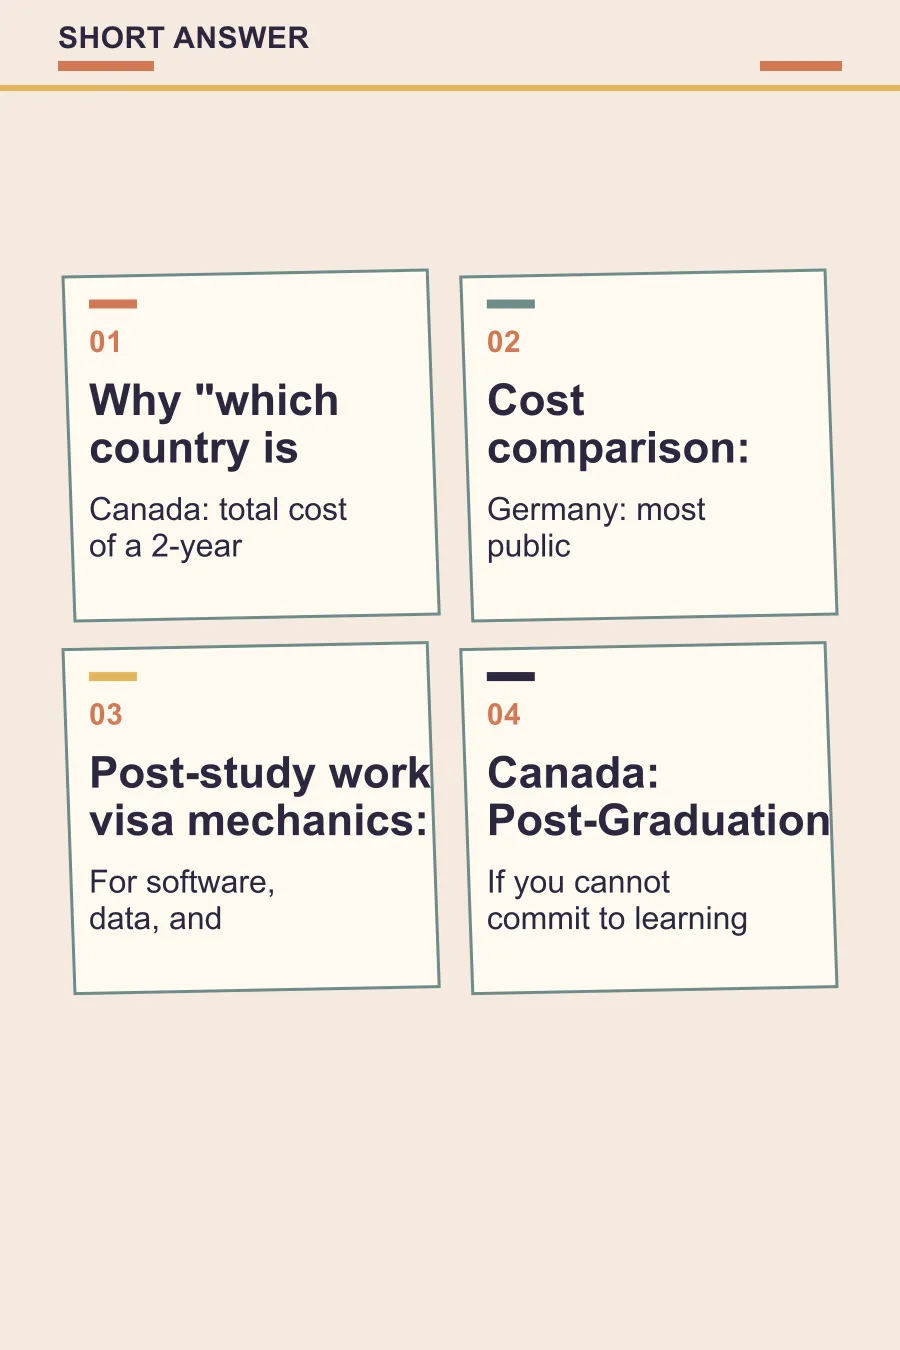 SHORT ANSWER
01
Why "which
country is
Canada: total cost
of a 2-year
02
Cost
comparison:
Germany: most
public
03
Post-study work
visa mechanics:
For software,
data, and
04
Canada:
Post-Graduation
If you cannot
commit to learning